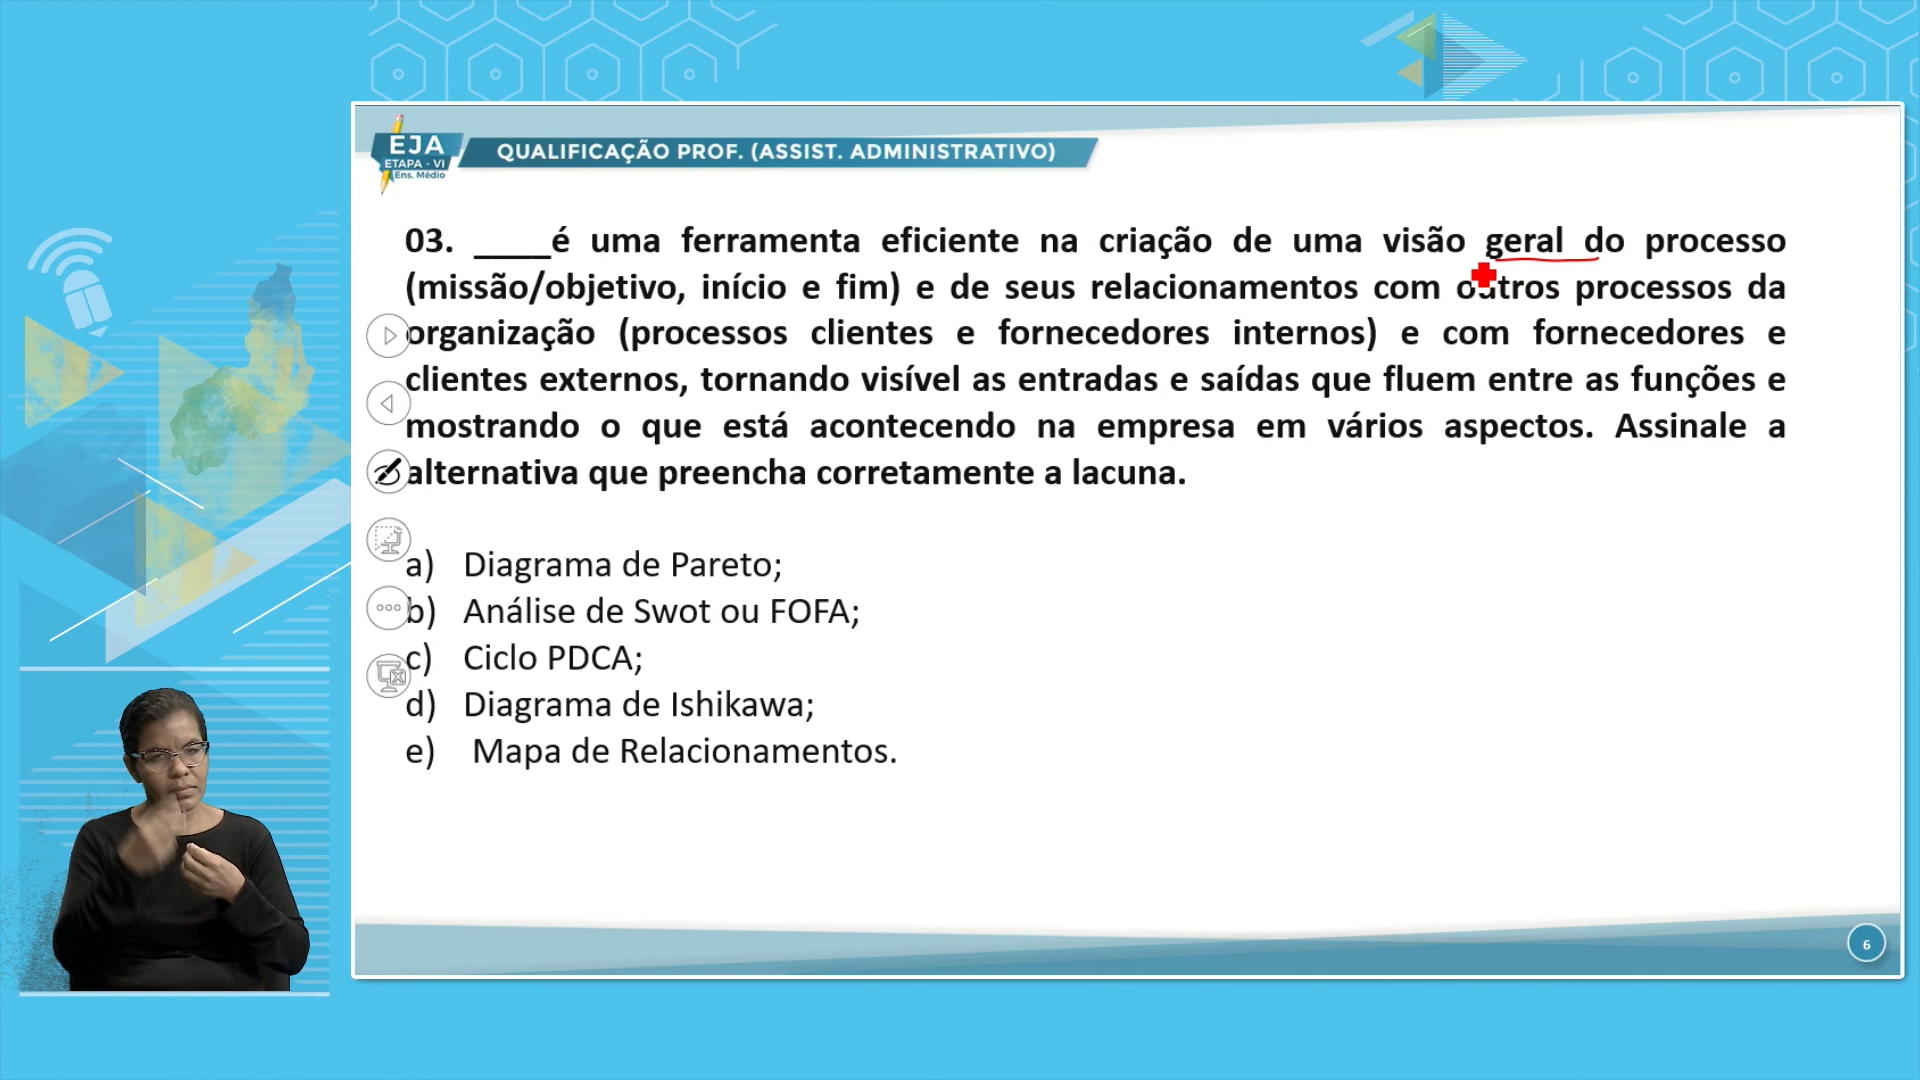 EJA
ETAPA - VI
Ens. Médio
QUALIFICAÇÃO PROF. (ASSIST. ADMINISTRATIVO)
03. ____é uma ferramenta eficiente na criação de uma visão geral do processo
(missão/objetivo, início e fim) e de seus relacionamentos com outros processos da
organização (processos clientes e fornecedores internos) e com fornecedores e
clientes externos, tornando visível as entradas e saídas que fluem entre as funções e
mostrando o que está acontecendo na empresa em vários aspectos. Assinale a
alternativa que preencha corretamente a lacuna.
a) Diagrama de Pareto;
b) Análise de Swot ou FOFA;
c) Ciclo PDCA;
d) Diagrama de Ishikawa;
e) Mapa de Relacionamentos.
6